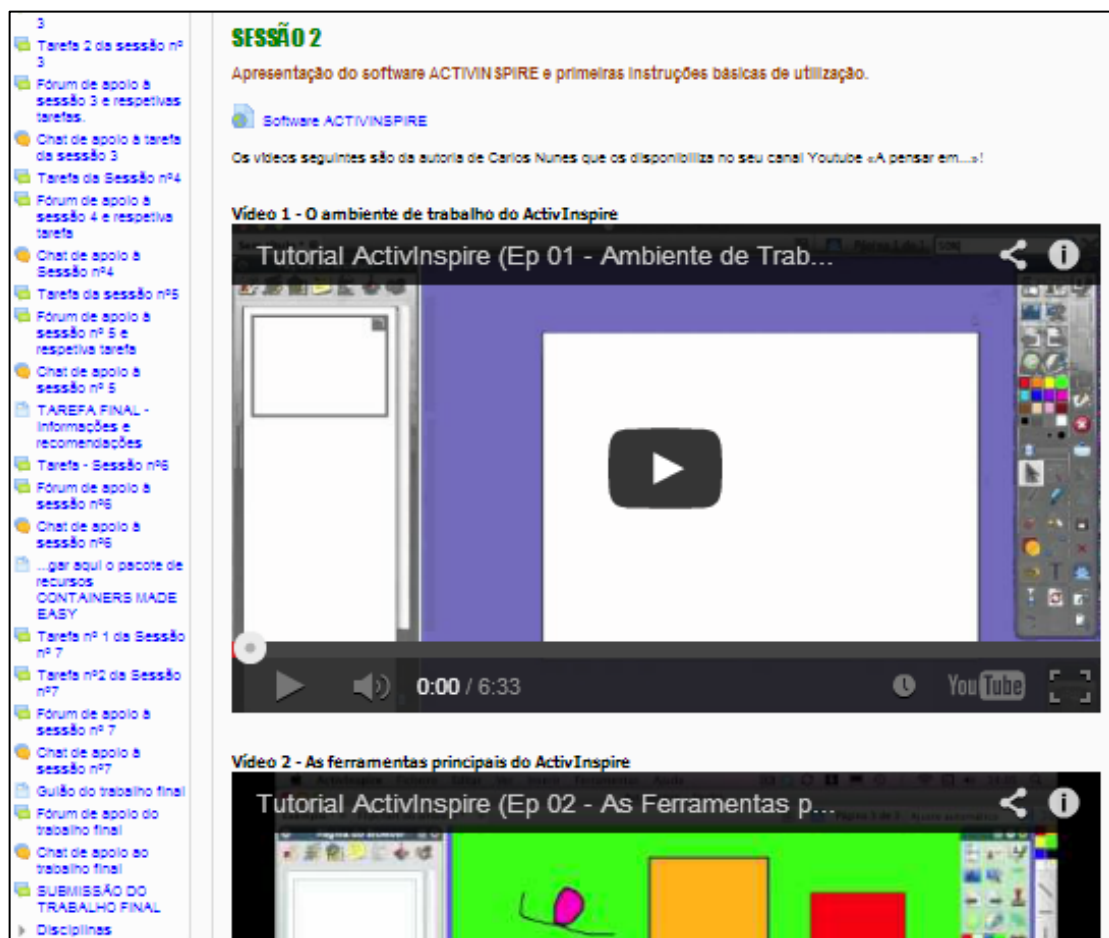 3
Tarefa 2 da sessão nº
3
Fórum de apoio à
sessão 3 e respetivas
tarefas.
Chat de apoio à tarefa
da sessão 3
Tarefa da Sessão nº4
Fórum de apoio à
sessão 4 e respetiva
tarefa
Chat de apoio à
Sessão nº4
Tarefa da sessão nº5
Fórum de apoio à
sessão nº 5 e
respetiva tarefa
Chat de apoio à
sessão nº 5
TAREFA FINAL -
Informações e
recomendações
Tarefa - Sessão nº6
Fórum de apoio à
sessão nº6
Chat de apoio à
sessão nº6
...gar aqui o pacote de
recursos
CONTAINERS MADE
EASY
Tarefa nº 1 da Sessão
nº 7
Tarefa nº2 da Sessão
nº7
Fórum de apoio à
sessão nº 7
Chat de apoio à
sessão nº7
Guião do trabalho final
Fórum de apoio do
trabalho final
Chat de apoio ao
trabalho final
SUBMISSÃO DO
TRABALHO FINAL
Disciplinas
SESSÃO 2
Apresentação do software ACTIVINSPIRE e primeiras instruções básicas de utilização.
Software ACTIVINSPIRE
Os vídeos seguintes são da autoria de Carlos Nunes que os disponibiliza no seu canal Youtube «A pensar em...»!
Vídeo 1 - O ambiente de trabalho do ActivInspire
Tutorial ActivInspire (Ep 01 - Ambiente de Trab...
0:00 / 6:33
YouTube
Vídeo 2 - As ferramentas principais do ActivInspire
Tutorial ActivInspire (Ep 02 - As Ferramentas p...